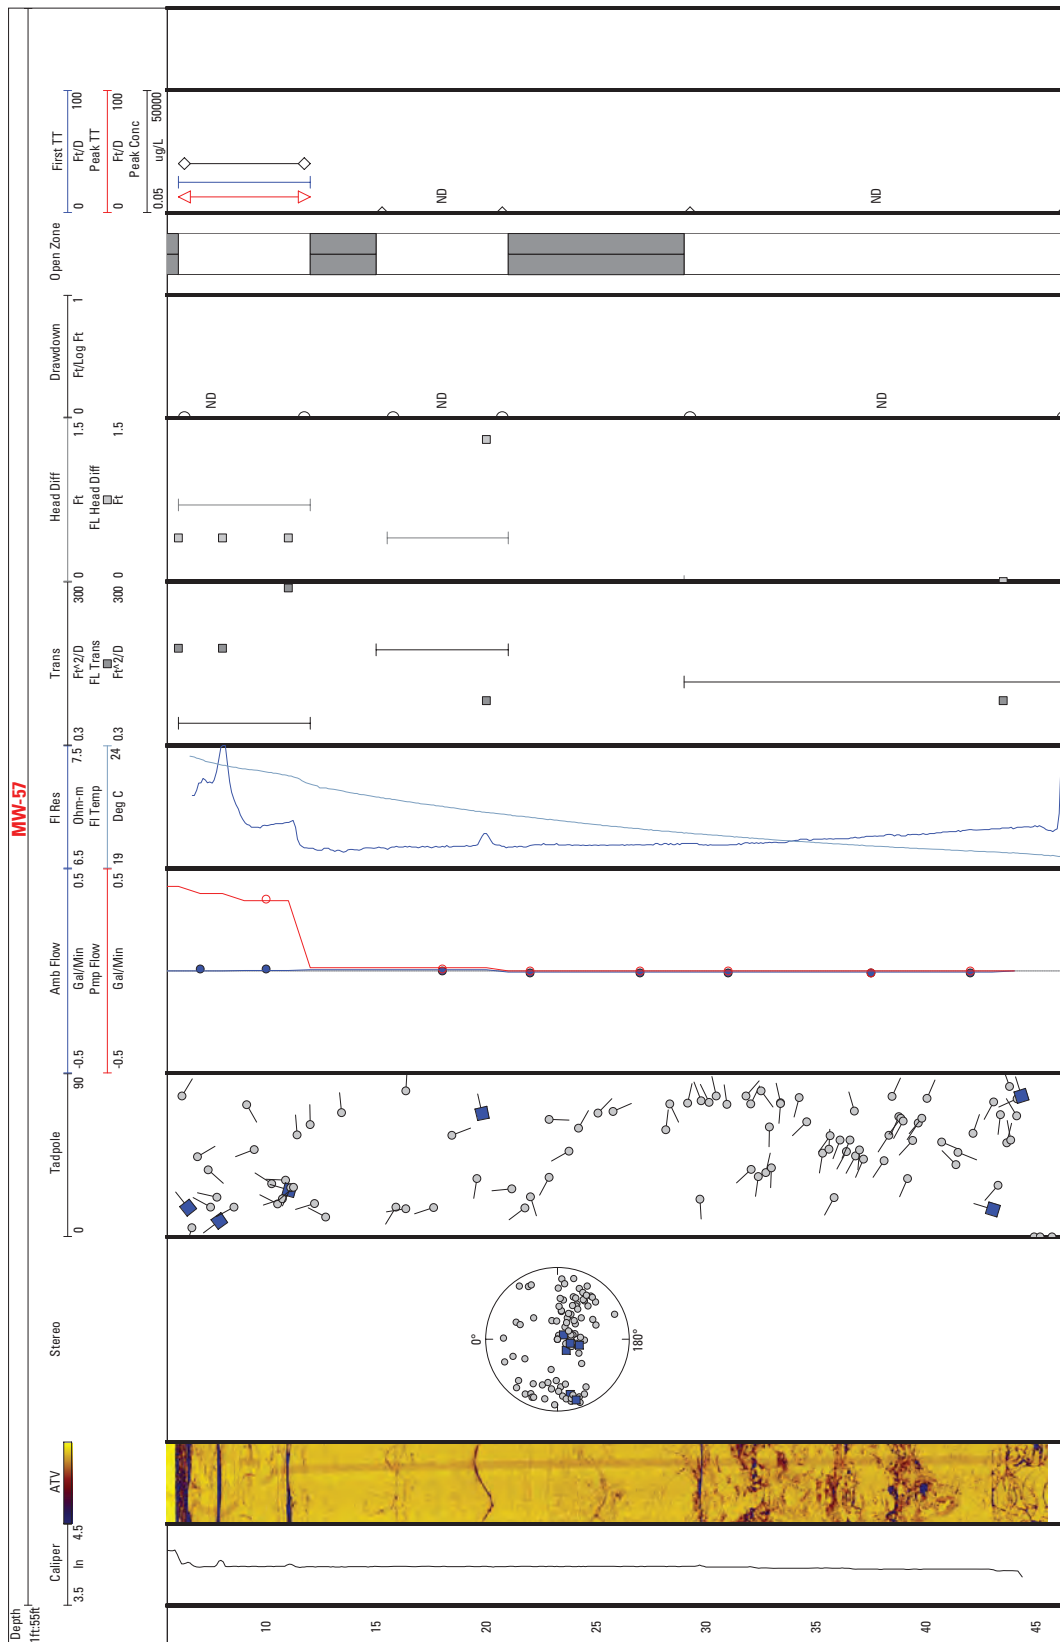 MW-57
Depth
1ft:55ft
Caliper
3.5 In 4.5
ATV
Stereo
0°
180°
Tadpole
0 90
Amb Flow
-0.5 Gal/Min 0.5
Pmp Flow
-0.5 Gal/Min 0.5
Fl Res
6.5 Ohm-m 7.5
Fl Temp
19 Deg C 24
Trans
0.3 Ft^2/D 300
FL Trans
0.3 Ft^2/D 300
Head Diff
0 Ft 1.5
FL Head Diff
0 Ft 1.5
Drawdown
0 Ft/Log Ft 1
Open Zone
First TT
0 Ft/D 100
Peak TT
0 Ft/D 100
Peak Conc
0.05 ug/L 50000
ND
ND
ND
ND
ND
10
15
20
25
30
35
40
45